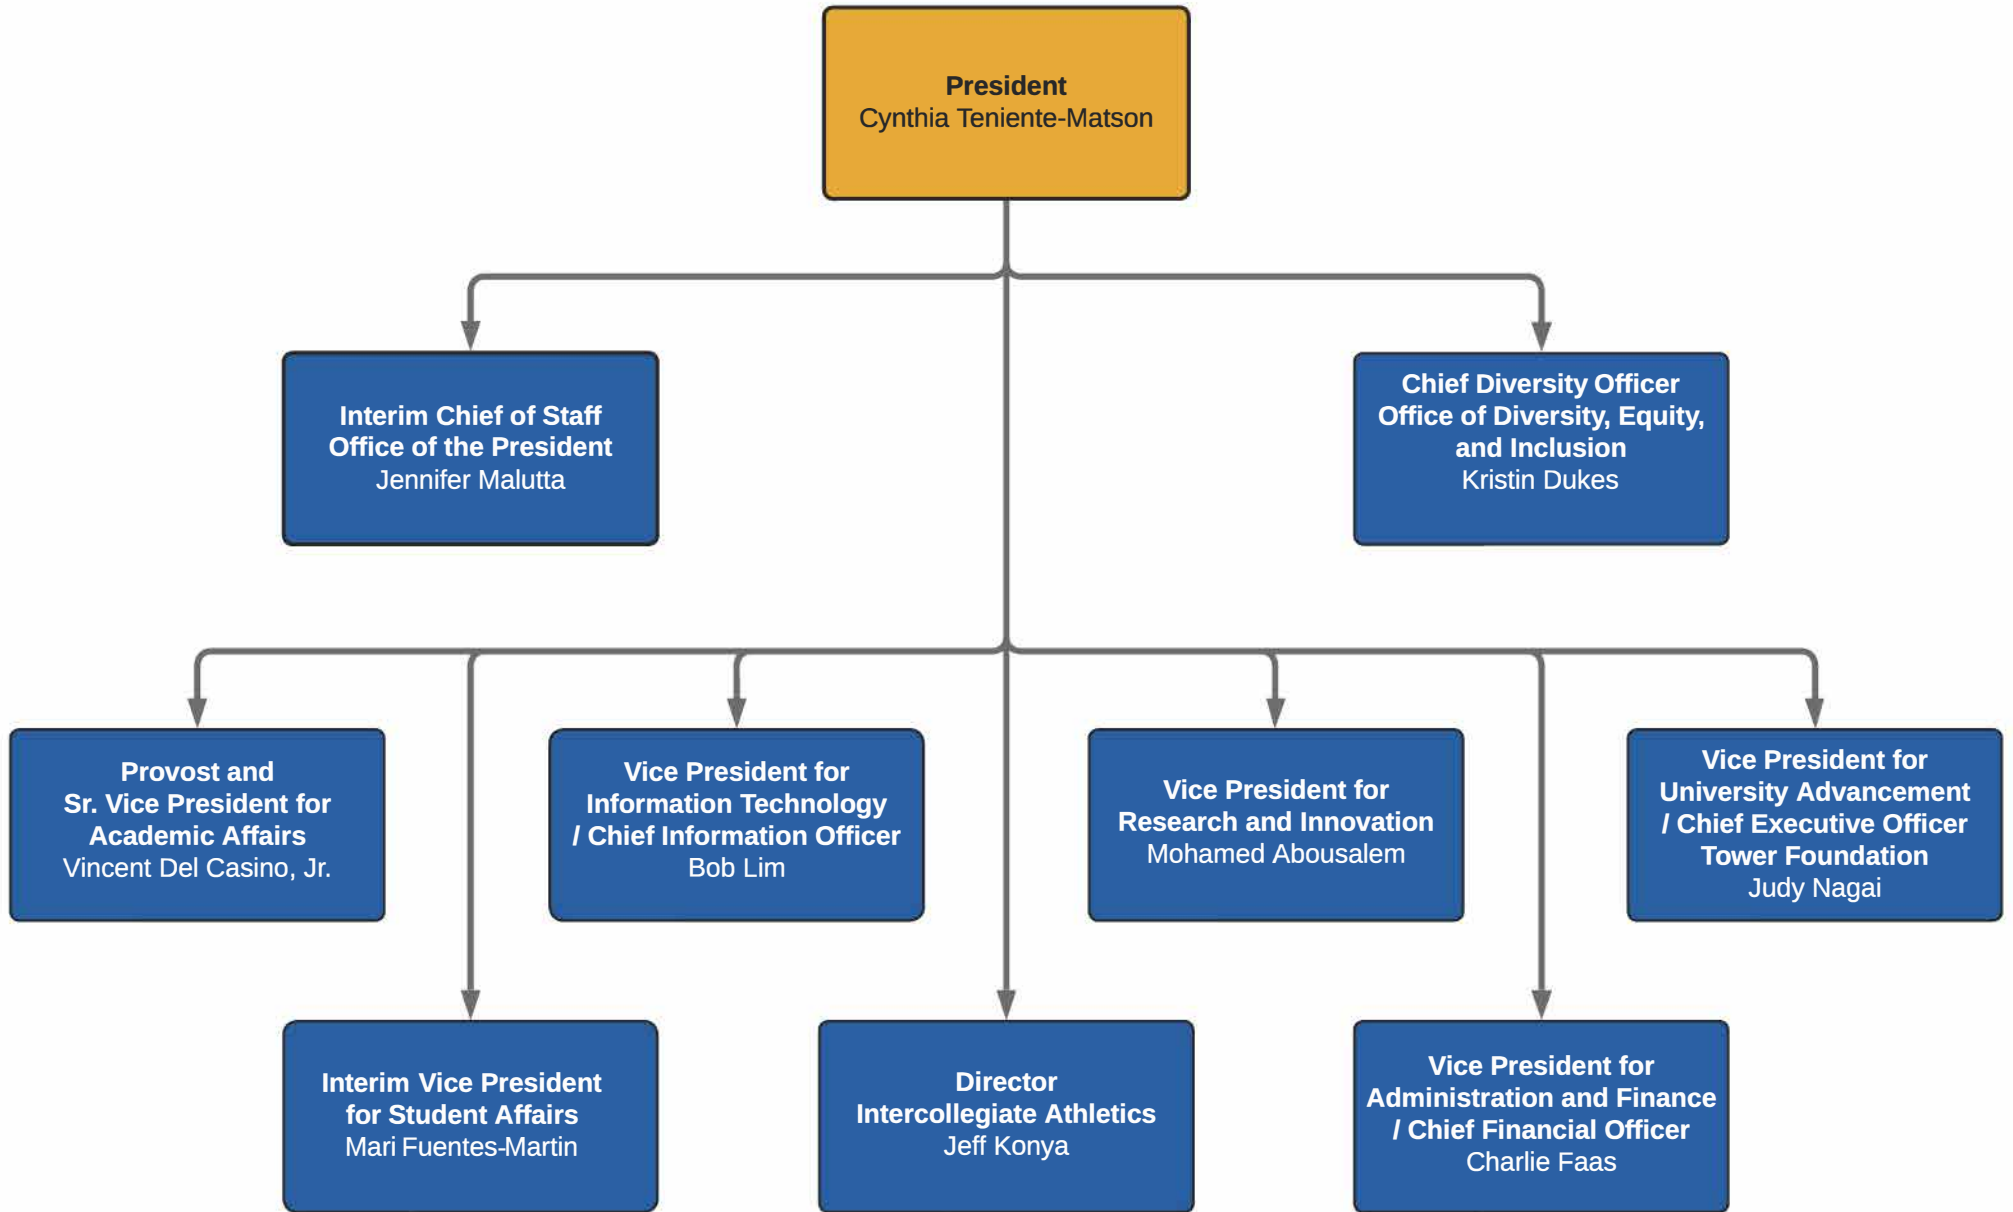 President
Cynthia Teniente-Matson
Interim Chief of Staff
Office of the President
Jennifer Malutta
Chief Diversity Officer
Office of Diversity, Equity,
and Inclusion
Kristin Dukes
Provost and
Sr. Vice President for
Academic Affairs
Vincent Del Casino, Jr.
Vice President for
Information Technology
/ Chief Information Officer
Bob Lim
Vice President for
Research and Innovation
Mohamed Abousalem
Vice President for
University Advancement
/ Chief Executive Officer
Tower Foundation
Judy Nagai
Interim Vice President
for Student Affairs
Mari Fuentes-Martin
Director
Intercollegiate Athletics
Jeff Konya
Vice President for
Administration and Finance
/ Chief Financial Officer
Charlie Faas